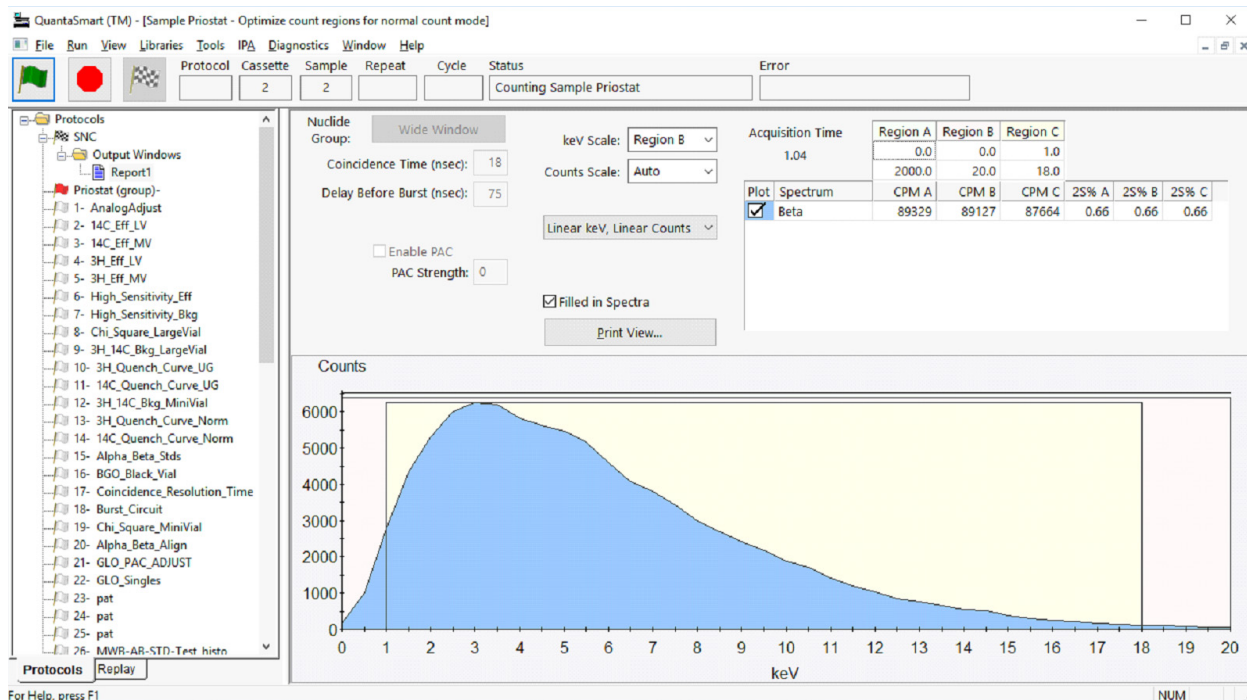 QuantaSmart (TM) - [Sample Priostat - Optimize count regions for normal count mode]
File Run View Libraries Tools IPA Diagnostics Window Help
Protocol Cassette Sample Repeat Cycle Status Error
2 2 Counting Sample Priostat
Protocols
SNC
Output Windows
Report1
Priostat (group)-
1- AnalogAdjust
2- 14C_Eff_LV
3- 14C_Eff_MV
4- 3H_Eff_LV
5- 3H_Eff_MV
6- High_Sensitivity_Eff
7- High_Sensitivity_Bkg
8- Chi_Square_LargeVial
9- 3H_14C_Bkg_LargeVial
10- 3H_Quench_Curve_UG
11- 14C_Quench_Curve_UG
12- 3H_14C_Bkg_MiniVial
13- 3H_Quench_Curve_Norm
14- 14C_Quench_Curve_Norm
15- Alpha_Beta_Stds
16- BGO_Black_Vial
17- Coincidence_Resolution_Time
18- Burst_Circuit
19- Chi_Square_MiniVial
20- Alpha_Beta_Align
21- GLO_PAC_ADJUST
22- GLO_Singles
23- pat
24- pat
25- pat
26- MWB-AB-STD-Test_histo
Protocols Replay
Nuclide
Group:
Wide Window
Coincidence Time (nsec): 18
Delay Before Burst (nsec): 75
Enable PAC
PAC Strength: 0
keV Scale: Region B
Counts Scale: Auto
Linear keV, Linear Counts
Filled in Spectra
Print View...
Acquisition Time
1.04
Region A Region B Region C
0.0 0.0 1.0
2000.0 20.0 18.0
Plot Spectrum CPM A CPM B CPM C 2S% A 2S% B 2S% C
Beta 89329 89127 87664 0.66 0.66 0.66
Counts
6000
5000
4000
3000
2000
1000
0
0 1 2 3 4 5 6 7 8 9 10 11 12 13 14 15 16 17 18 19 20
keV
For Help, press F1
NUM